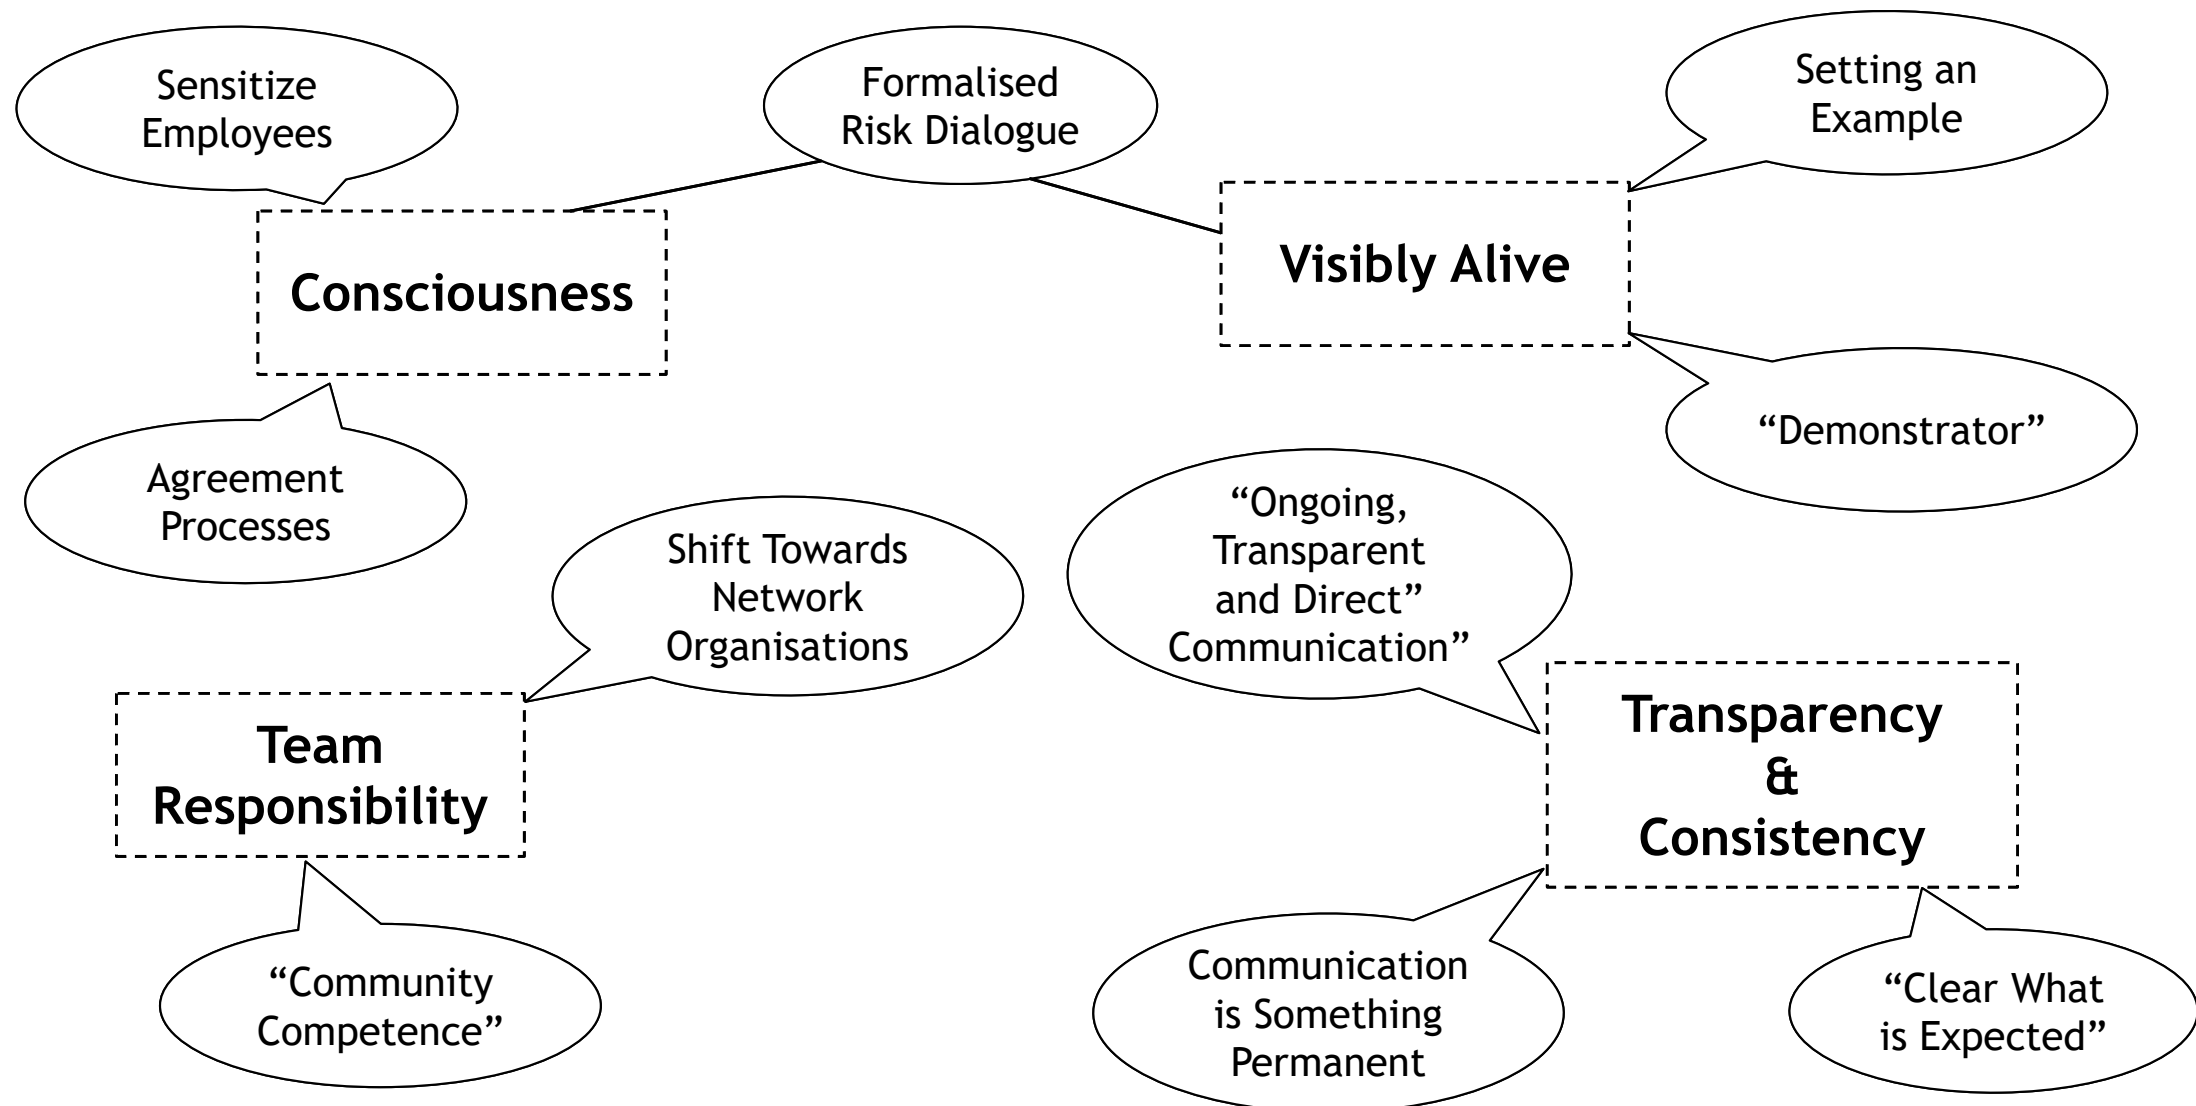 Sensitize
Employees
Formalised
Risk Dialogue
Setting an
Example
Consciousness
Visibly Alive
Agreement
Processes
“Demonstrator”
Shift Towards
Network
Organisations
“Ongoing,
Transparent
and Direct”
Communication”
Team
Responsibility
Transparency
&
Consistency
“Community
Competence”
Communication
is Something
Permanent
“Clear What
is Expected”